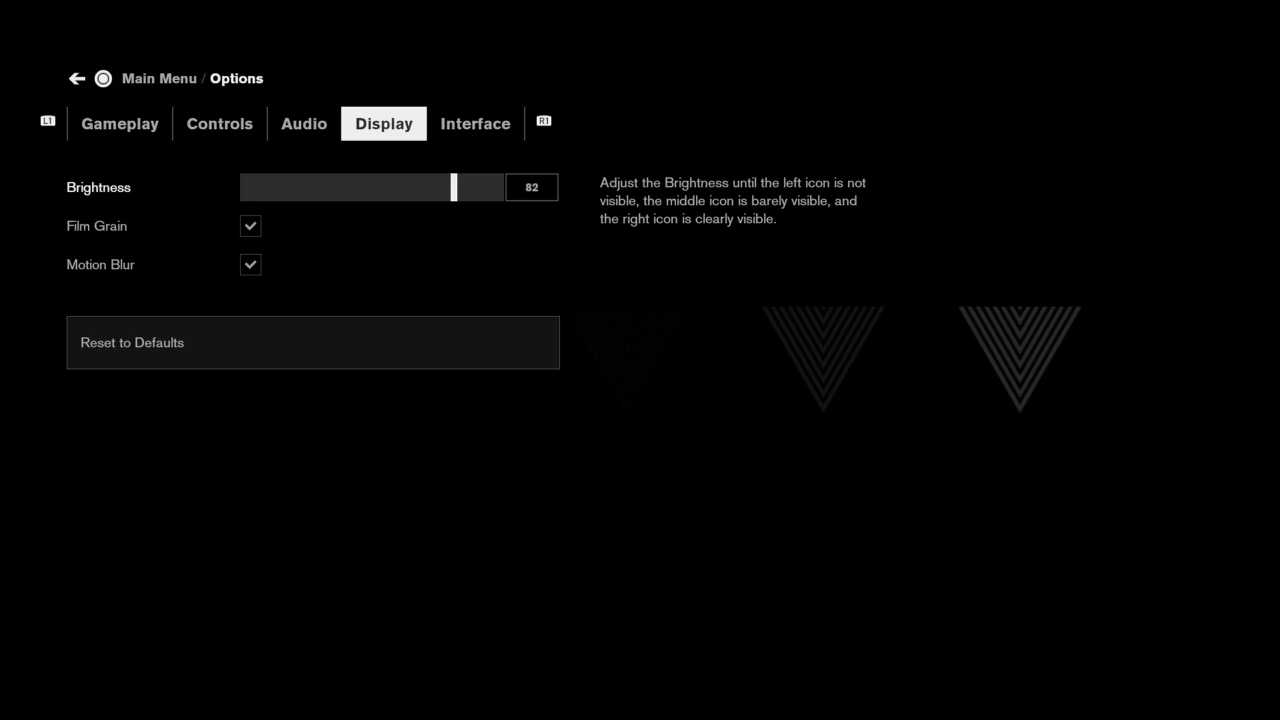 Main Menu / Options
L1 Gameplay Controls Audio Display Interface R1
Brightness 82
Film Grain
Motion Blur
Reset to Defaults
Adjust the Brightness until the left icon is not
visible, the middle icon is barely visible, and
the right icon is clearly visible.